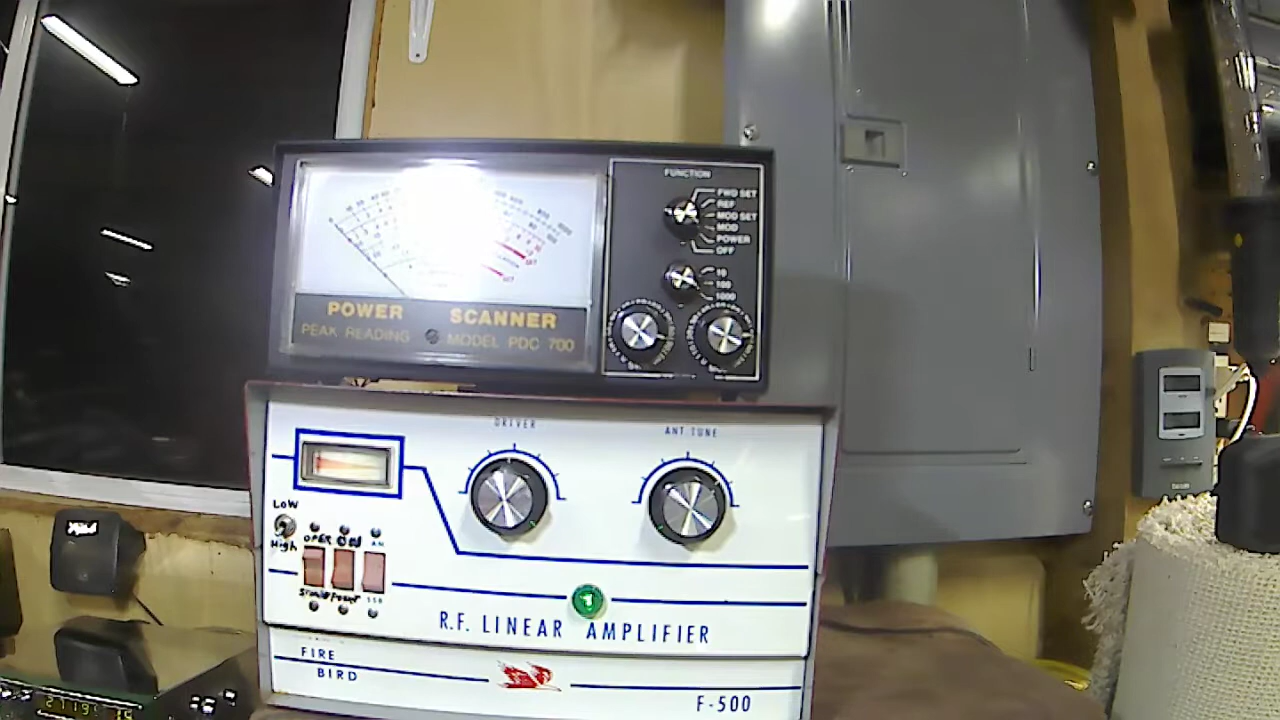 FUNCTION
FWD SET
REF
MOD SET
MOD
POWER
OFF
10
100
1000
POWER SCANNER
PEAK READING MODEL PDC 700
DRIVER
ANT TUNE
LOW
High
OPER
AM
SSB
R.F. LINEAR AMPLIFIER
FIRE
BIRD
F-500